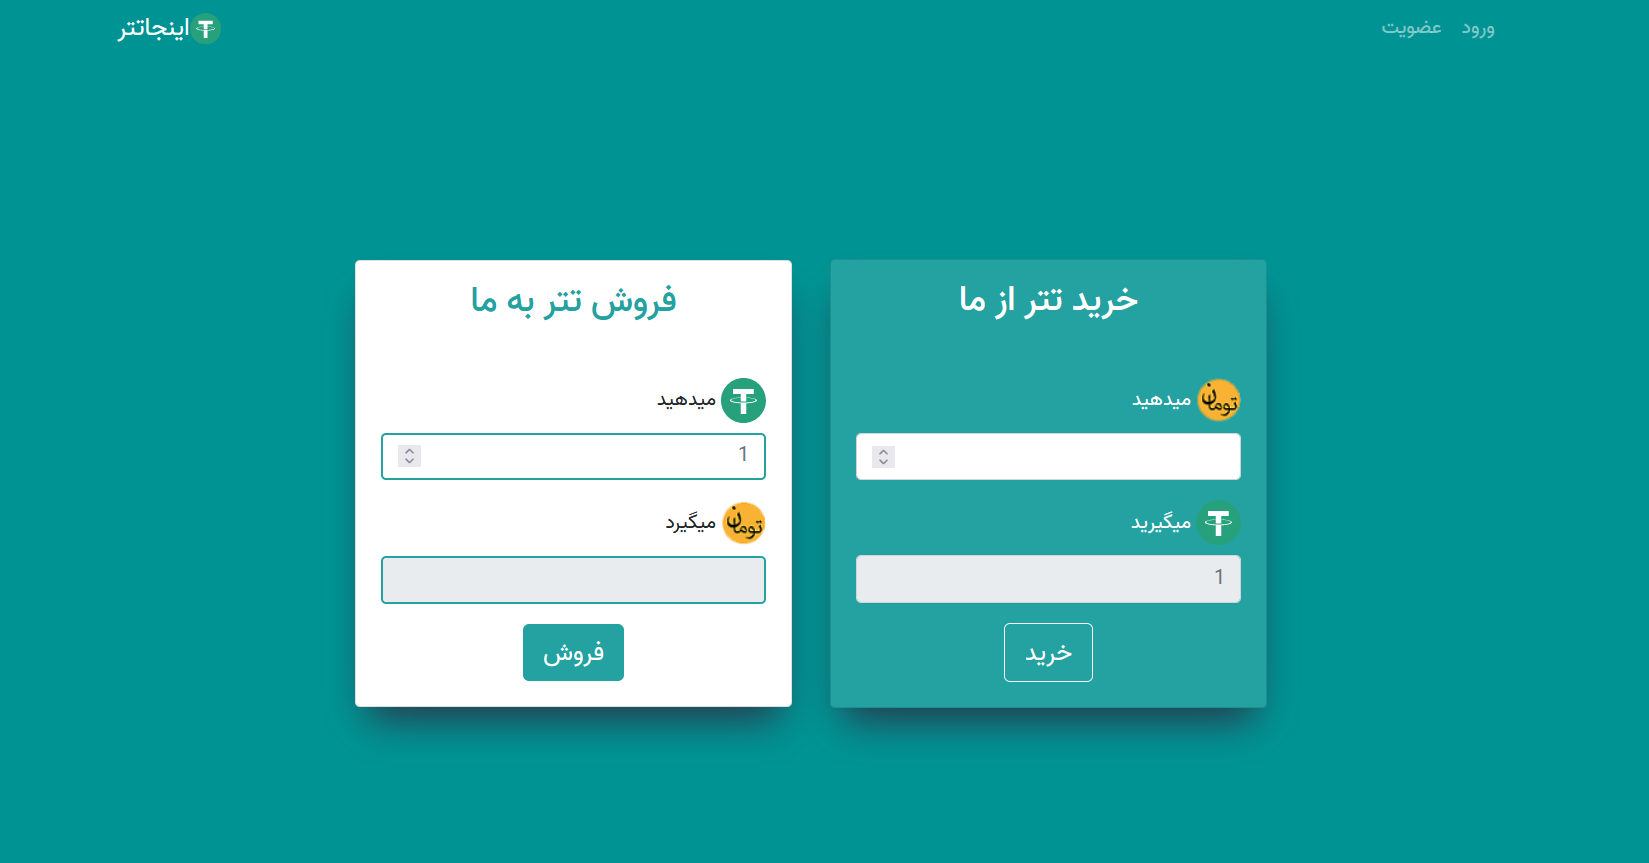 ورود
عضویت
اینجاتتر
خرید تتر از ما
تومان میدهید
میگیرید
1
خرید
فروش تتر به ما
میدهید
1
تومان میگیرد
فروش